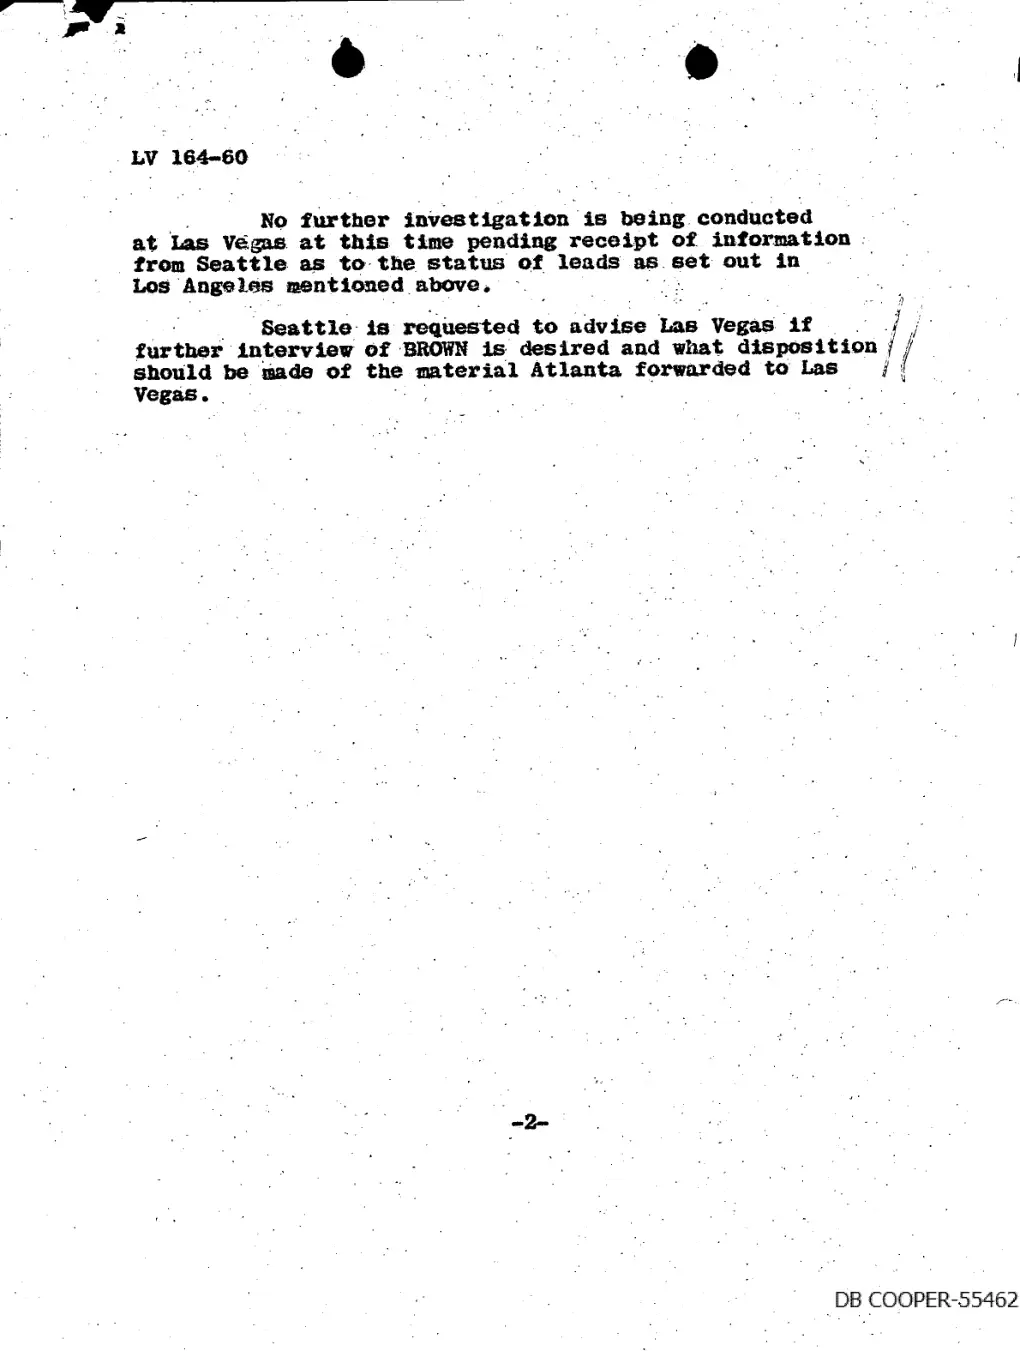 LV 164-60
No further investigation is being conducted
at Las Vegas at this time pending receipt of information
from Seattle as to the status of leads as set out in
Los Angeles mentioned above.
Seattle is requested to advise Las Vegas if
further interview of BROWN is desired and what disposition
should be made of the material Atlanta forwarded to Las
Vegas.
-2-
DB COOPER-55462